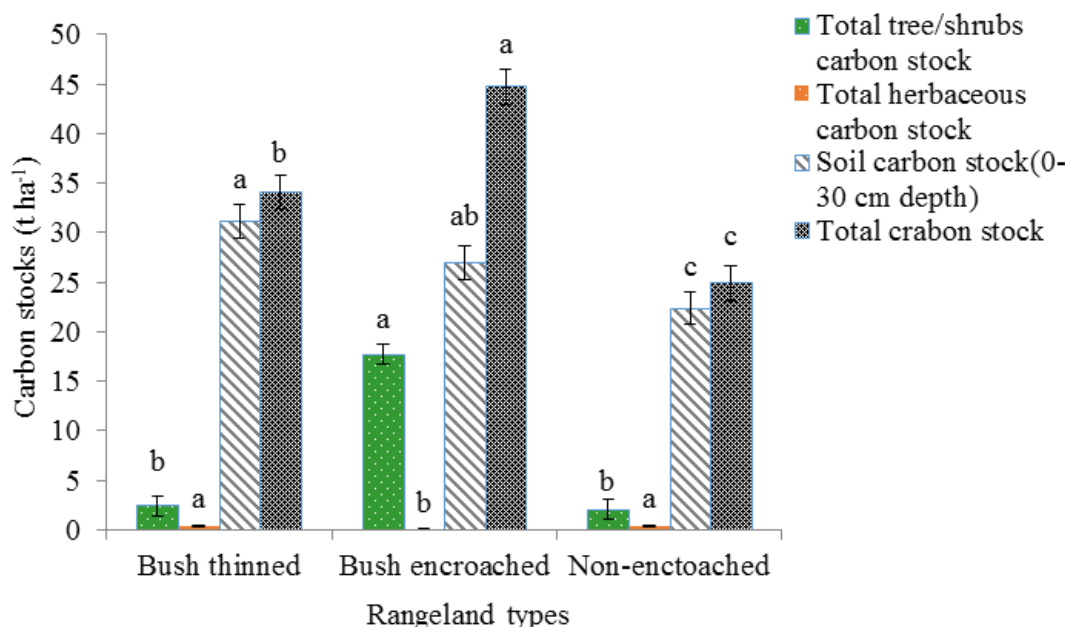 Carbon stocks (t ha⁻¹)
50
45
40
35
30
25
20
15
10
5
0
b
a
a
b
a
b
ab
a
b
a
c
c
Bush thinned
Bush encroached
Non-enctoached
Rangeland types
Total tree/shrubs
carbon stock
Total herbaceous
carbon stock
Soil carbon stock(0-
30 cm depth)
Total crabon stock